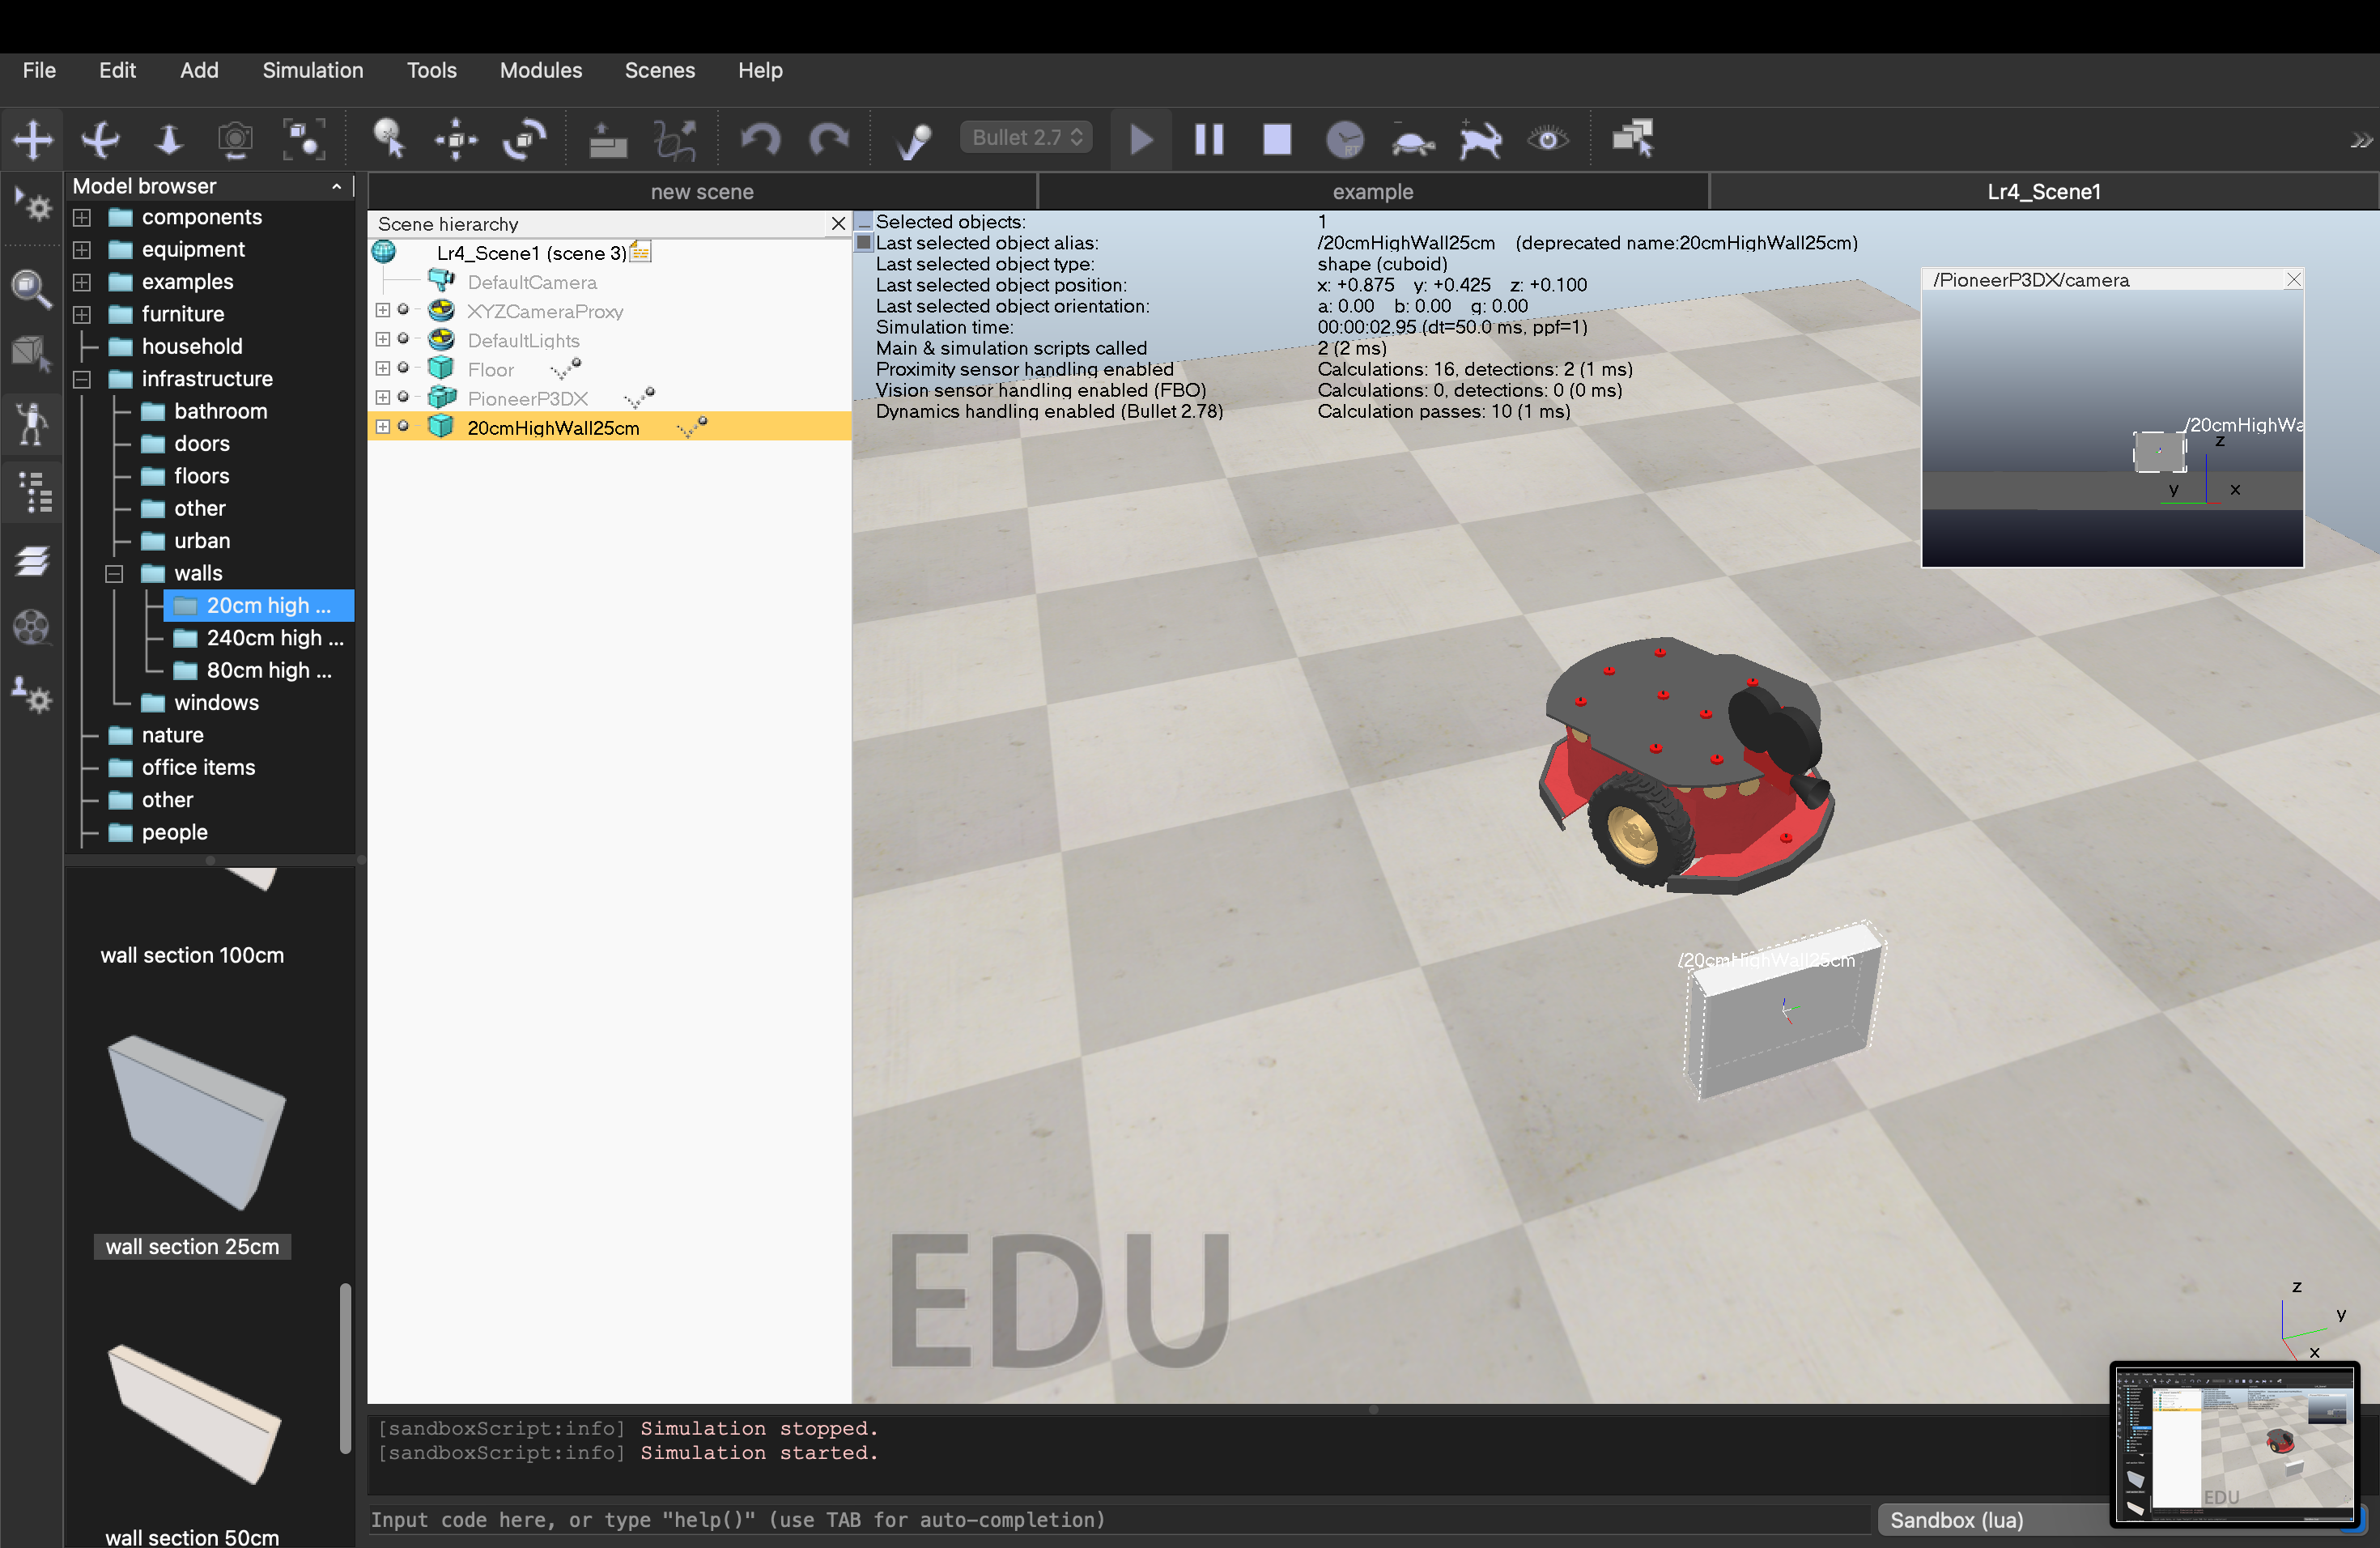 File Edit Add Simulation Tools Modules Scenes Help
Bullet 2.7
RT
Model browser
components
equipment
examples
furniture
household
infrastructure
bathroom
doors
floors
other
urban
walls
20cm high ...
240cm high ...
80cm high ...
windows
nature
office items
other
people
wall section 100cm
wall section 25cm
wall section 50cm
new scene example Lr4_Scene1
Scene hierarchy
Lr4_Scene1 (scene 3)
DefaultCamera
XYZCameraProxy
DefaultLights
Floor
PioneerP3DX
20cmHighWall25cm
Selected objects: 1
Last selected object alias: /20cmHighWall25cm (deprecated name:20cmHighWall25cm)
Last selected object type: shape (cuboid)
Last selected object position: x: +0.875 y: +0.425 z: +0.100
Last selected object orientation: a: 0.00 b: 0.00 g: 0.00
Simulation time: 00:00:02.95 (dt=50.0 ms, ppf=1)
Main & simulation scripts called 2 (2 ms)
Proximity sensor handling enabled Calculations: 16, detections: 2 (1 ms)
Vision sensor handling enabled (FBO) Calculations: 0, detections: 0 (0 ms)
Dynamics handling enabled (Bullet 2.78) Calculation passes: 10 (1 ms)
/PioneerP3DX/camera
/20cmHighWa
z
y x
/20cmHighWall25cm
EDU
z
y
x
[sandboxScript:info] Simulation stopped.
[sandboxScript:info] Simulation started.
Input code here, or type "help()" (use TAB for auto-completion)
Sandbox (lua)
EDU